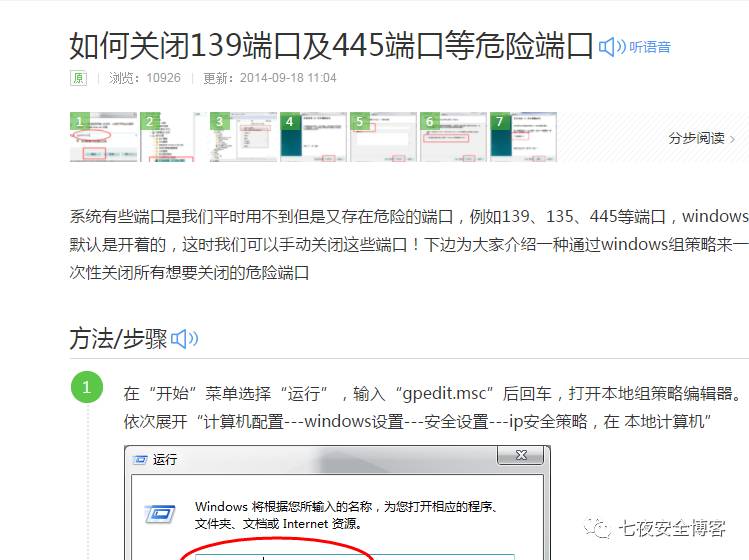 如何关闭139端口及445端口等危险端口 听语音
原 浏览：10926 更新：2014-09-18 11:04
1 2 3 4 5 6 7
分步阅读
系统有些端口是我们平时用不到但是又存在危险的端口，例如139、135、445等端口，windows
默认是开着的，这时我们可以手动关闭这些端口！下边为大家介绍一种通过windows组策略来一
次性关闭所有想要关闭的危险端口
方法/步骤
1
在“开始”菜单选择“运行”，输入“gpedit.msc”后回车，打开本地组策略编辑器。
依次展开“计算机配置---windows设置---安全设置---ip安全策略，在 本地计算机”
运行
Windows 将根据您所输入的名称，为您打开相应的程序、
文件夹、文档或 Internet 资源。
七夜安全博客